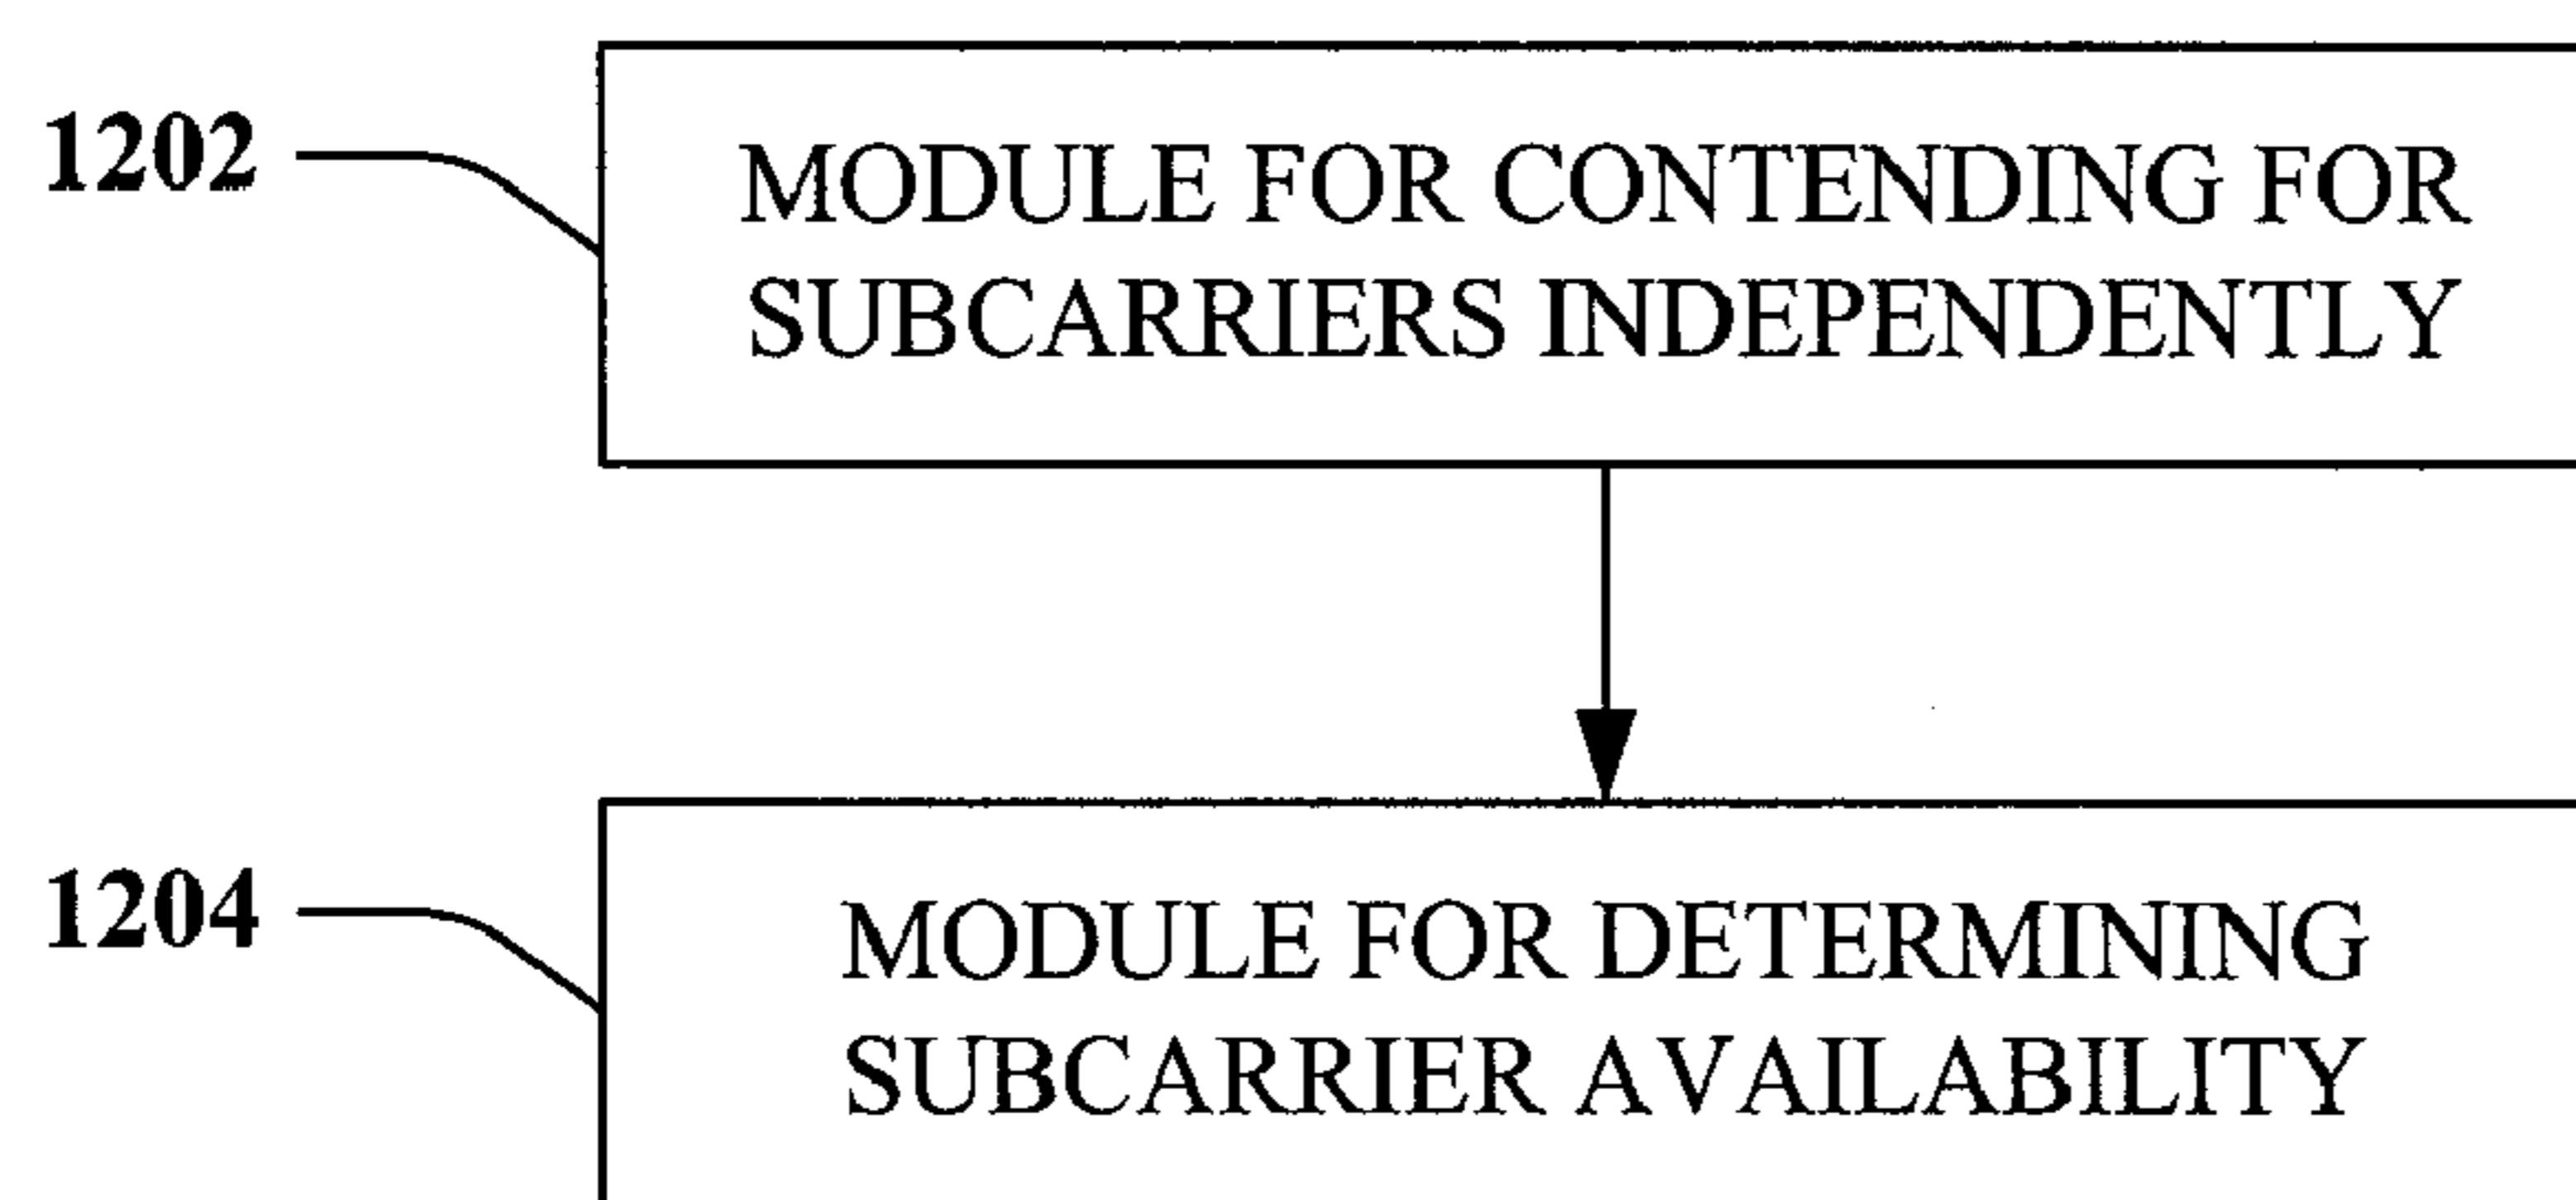 1202
MODULE FOR CONTENDING FOR
SUBCARRIERS INDEPENDENTLY
1204
MODULE FOR DETERMINING
SUBCARRIER AVAILABILITY